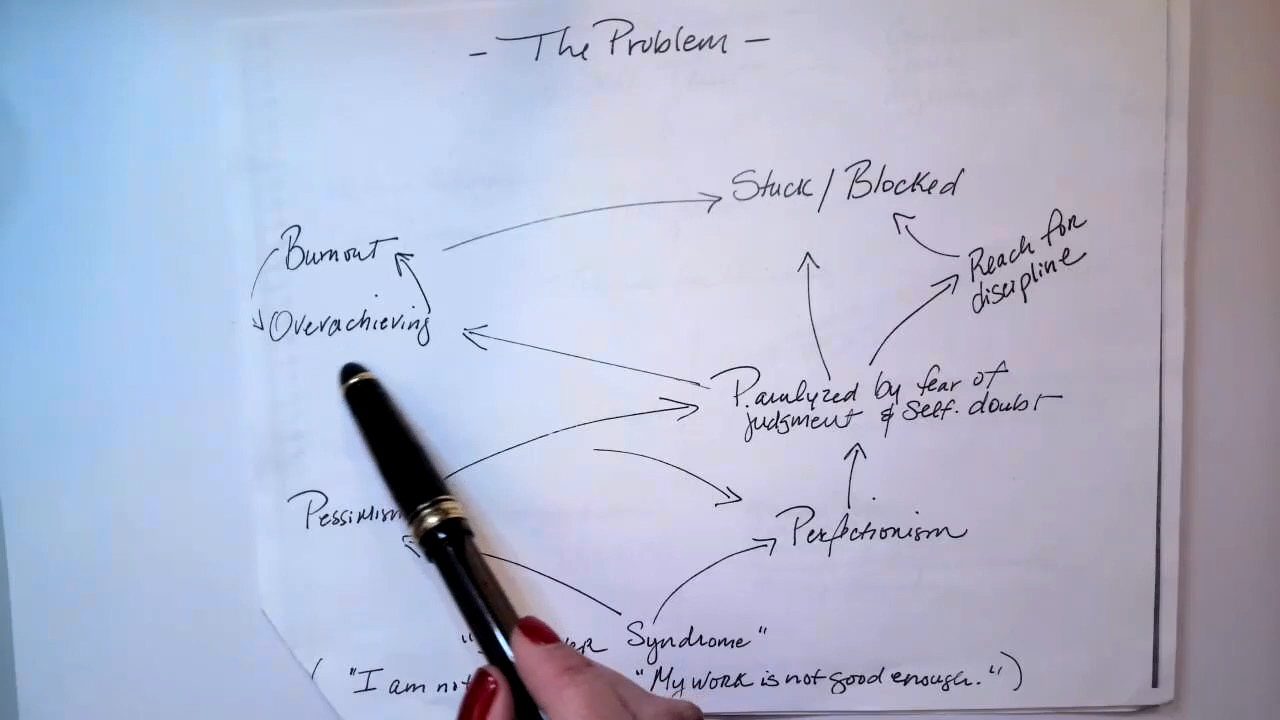 - The Problem -
Stuck / Blocked
Burnout
Reach for
discipline
Overachieving
Paralyzed by fear of
judgment & Self-doubt
Pessimism
Perfectionism
Syndrome"
( "I am not "My work is not good enough.")